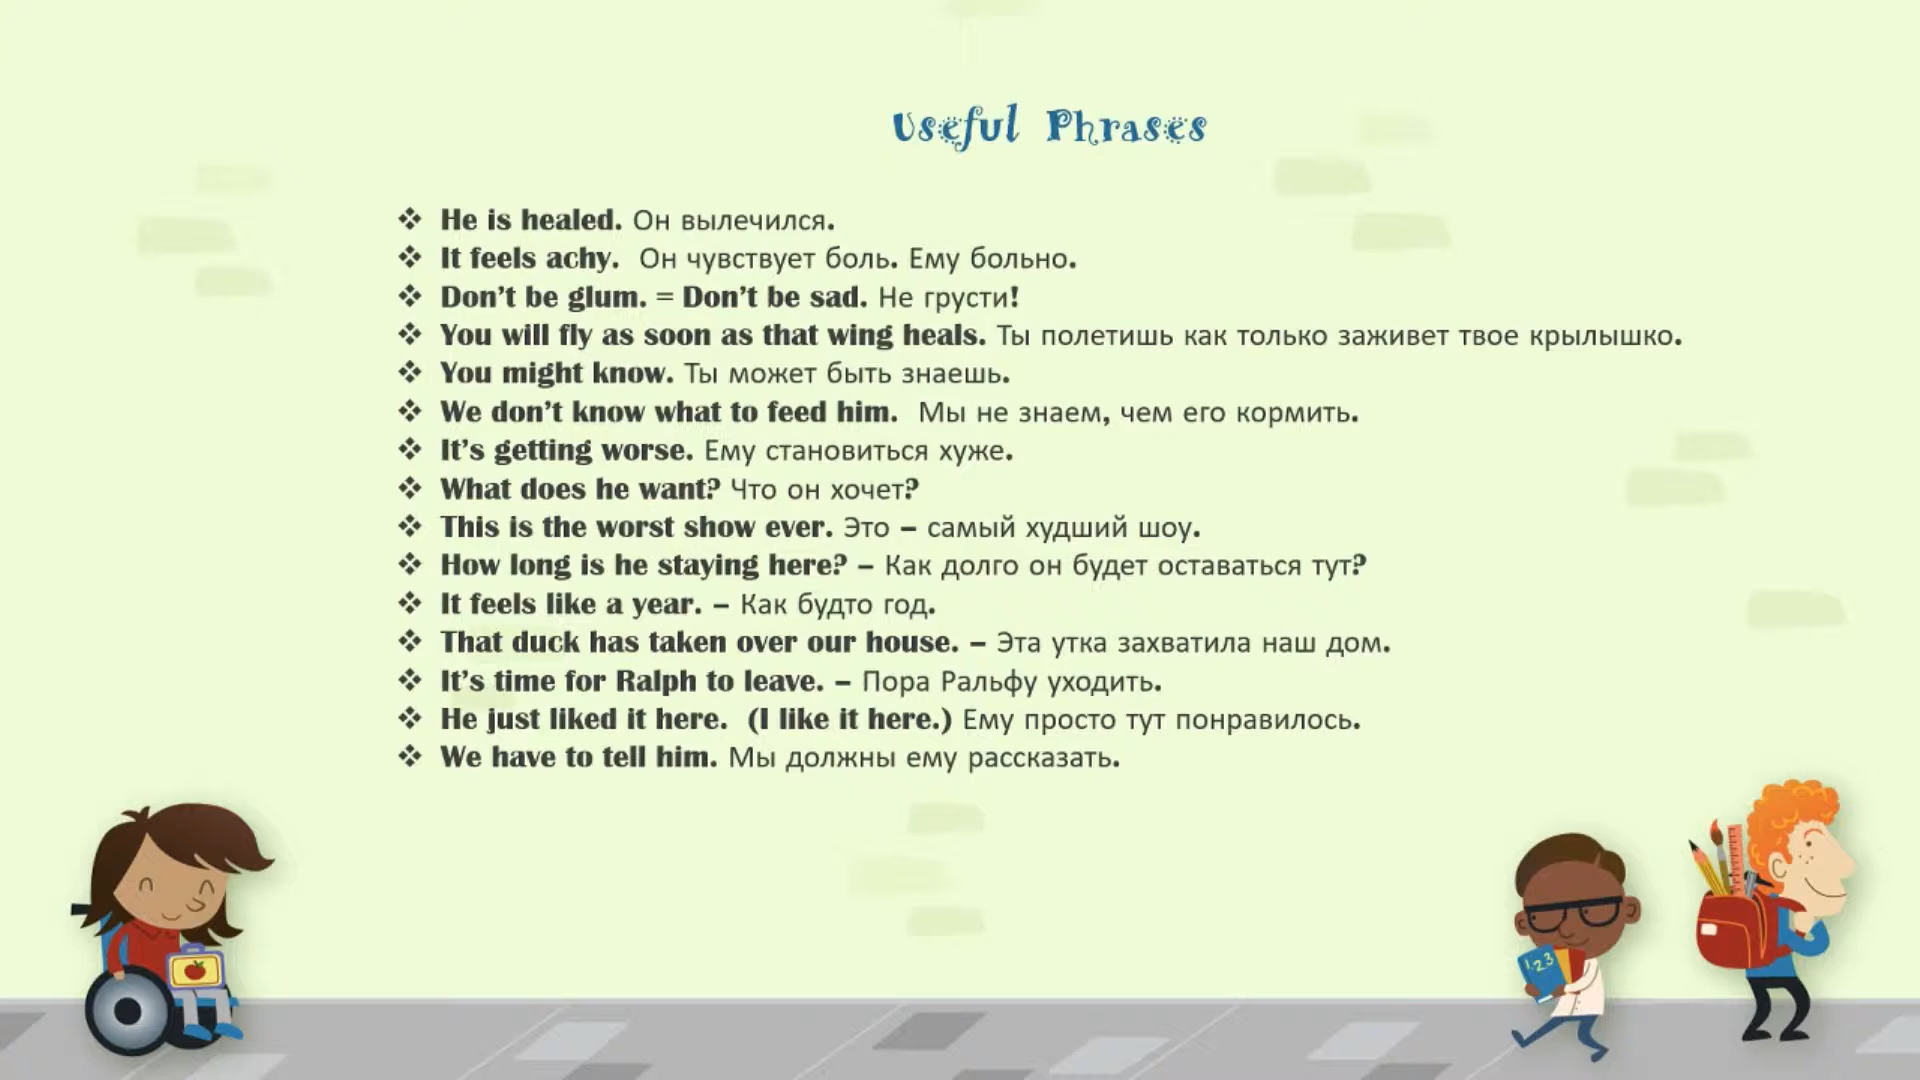 Useful Phrases
❖ He is healed. Он вылечился.
❖ It feels achy. Он чувствует боль. Ему больно.
❖ Don’t be glum. = Don’t be sad. Не грусти!
❖ You will fly as soon as that wing heals. Ты полетишь как только заживет твое крылышко.
❖ You might know. Ты может быть знаешь.
❖ We don’t know what to feed him. Мы не знаем, чем его кормить.
❖ It’s getting worse. Ему становиться хуже.
❖ What does he want? Что он хочет?
❖ This is the worst show ever. Это – самый худший шоу.
❖ How long is he staying here? – Как долго он будет оставаться тут?
❖ It feels like a year. – Как будто год.
❖ That duck has taken over our house. – Эта утка захватила наш дом.
❖ It’s time for Ralph to leave. – Пора Ральфу уходить.
❖ He just liked it here. (I like it here.) Ему просто тут понравилось.
❖ We have to tell him. Мы должны ему рассказать.
123